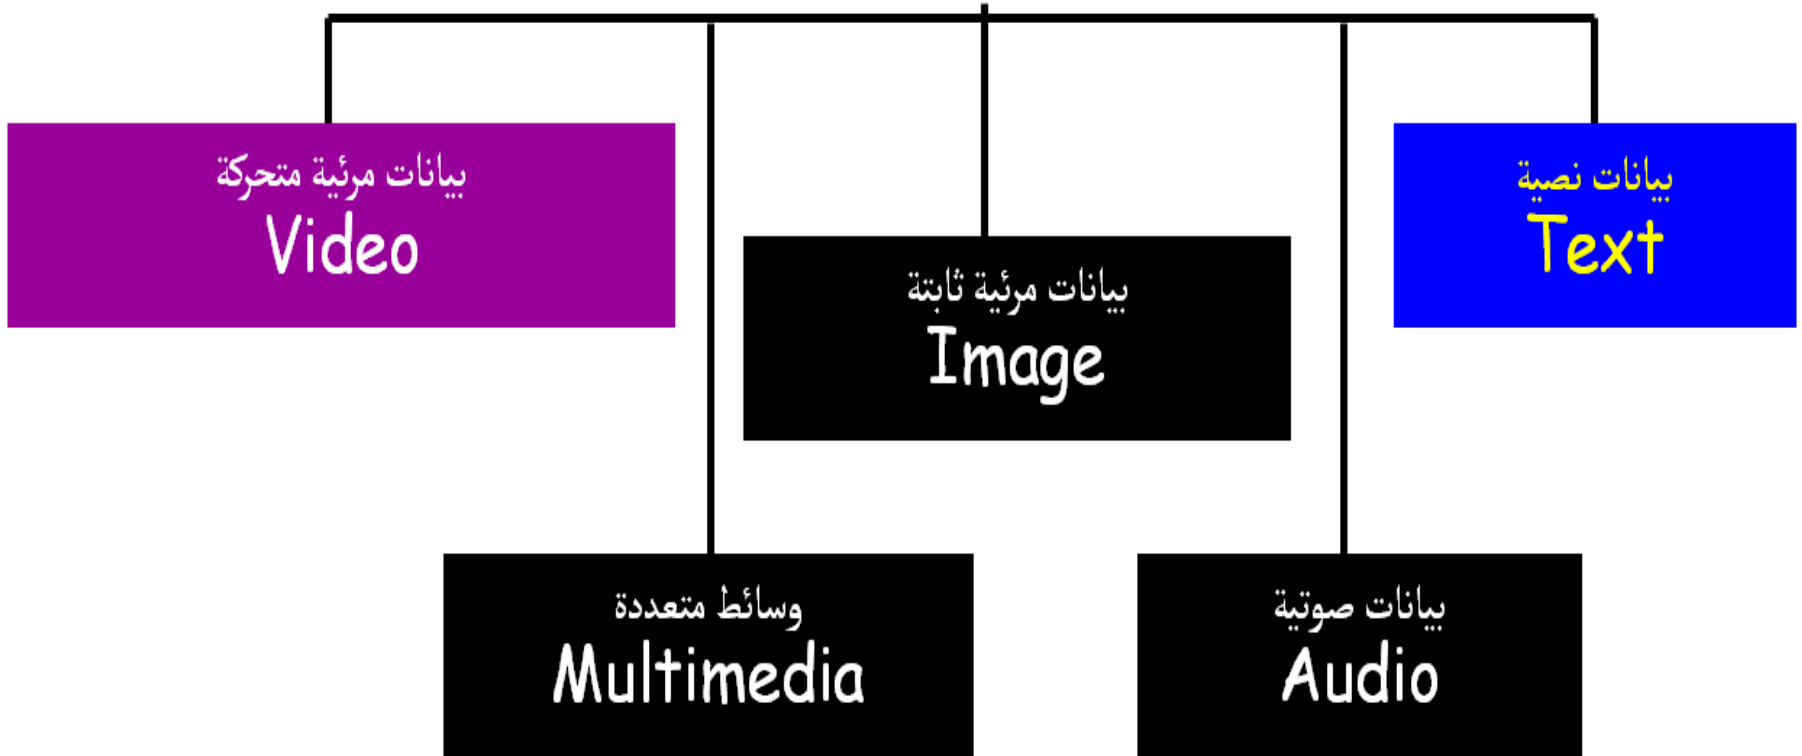 بيانات نصية
Text
بيانات صوتية
Audio
بيانات مرئية ثابتة
Image
وسائط متعددة
Multimedia
بيانات مرئية متحركة
Video